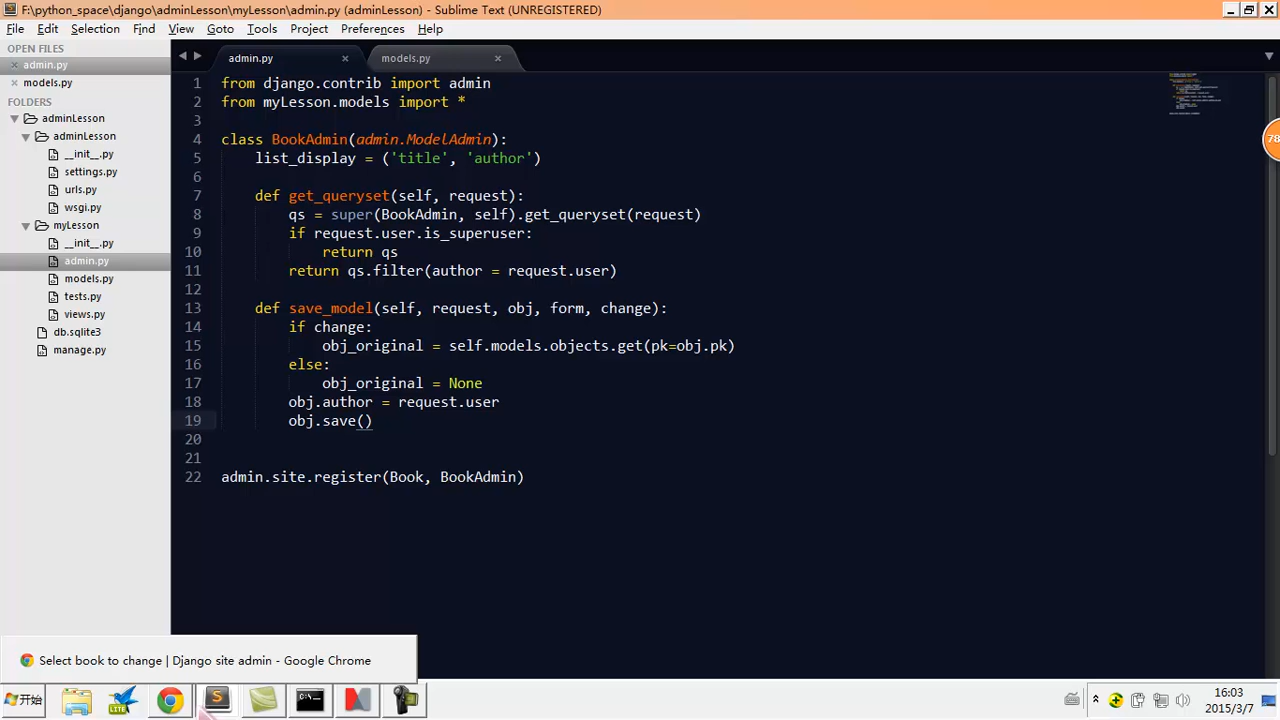 F:\python_space\django\adminLesson\myLesson\admin.py (adminLesson) - Sublime Text (UNREGISTERED)
File Edit Selection Find View Goto Tools Project Preferences Help
OPEN FILES
admin.py
models.py
FOLDERS
adminLesson
adminLesson
__init__.py
settings.py
urls.py
wsgi.py
myLesson
__init__.py
admin.py
models.py
tests.py
views.py
db.sqlite3
manage.py
admin.py models.py
1 from django.contrib import admin
2 from myLesson.models import *
3
4 class BookAdmin(admin.ModelAdmin):
5 list_display = ('title', 'author')
6
7 def get_queryset(self, request):
8 qs = super(BookAdmin, self).get_queryset(request)
9 if request.user.is_superuser:
10 return qs
11 return qs.filter(author = request.user)
12
13 def save_model(self, request, obj, form, change):
14 if change:
15 obj_original = self.models.objects.get(pk=obj.pk)
16 else:
17 obj_original = None
18 obj.author = request.user
19 obj.save()
20
21
22 admin.site.register(Book, BookAdmin)
78
Select book to change | Django site admin - Google Chrome
开始
LITE
16:03
2015/3/7